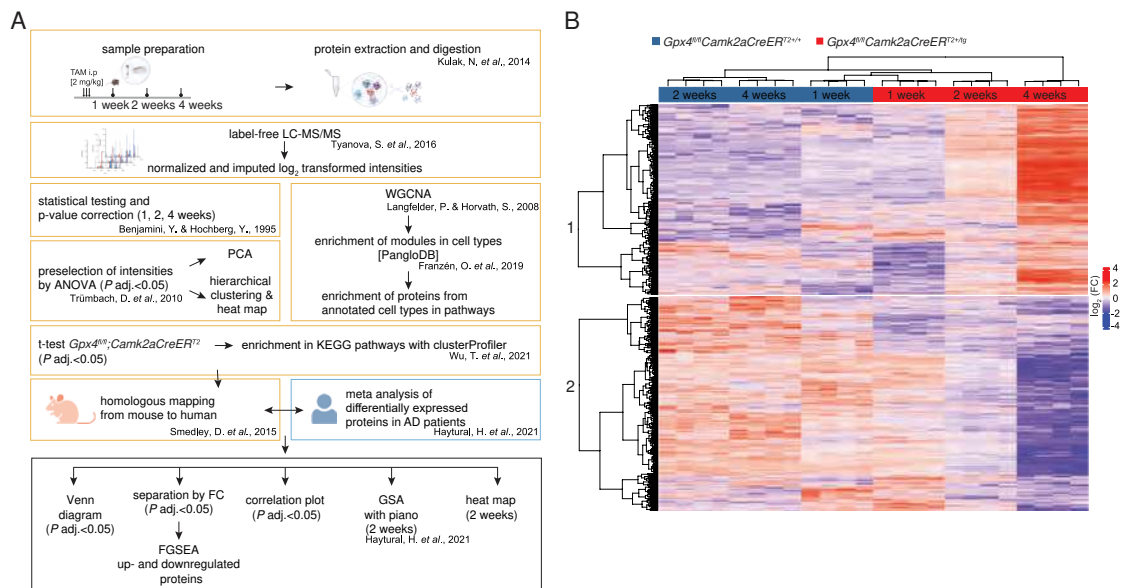 A
sample preparation
TAM i.p
[2 mg/kg]
1 week 2 weeks 4 weeks
protein extraction and digestion
Kulak, N. et al., 2014
label-free LC-MS/MS
Tyanova, S. et al., 2016
normalized and imputed log2 transformed intensities
statistical testing and
p-value correction (1, 2, 4 weeks)
Benjamini, Y. & Hochberg, Y., 1995
preselection of intensities
by ANOVA (P adj.<0.05)
Trümbach, D. et al., 2010
PCA
hierarchical
clustering &
heat map
WGCNA
Langfelder, P. & Horvath, S., 2008
enrichment of modules in cell types
[PangloDB]
Franzén, O. et al., 2019
enrichment of proteins from
annotated cell types in pathways
t-test Gpx4fl/fl;Camk2aCreERT2
(P adj.<0.05)
enrichment in KEGG pathways with clusterProfiler
Wu, T. et al., 2021
homologous mapping
from mouse to human
Smedley, D. et al., 2015
meta analysis of
differentially expressed
proteins in AD patients
Haytural, H. et al., 2021
Venn
diagram
(P adj.<0.05)
separation by FC
(P adj.<0.05)
FGSEA
up- and downregulated
proteins
correlation plot
(P adj.<0.05)
GSA
with piano
(2 weeks)
Haytural, H. et al., 2021
heat map
(2 weeks)
B
Gpx4fl/flCamk2aCreERT2+/+
Gpx4fl/flCamk2aCreERT2+/tg
2 weeks
4 weeks
1 week
1 week
2 weeks
4 weeks
1
2
log2 (FC)
4
2
0
-2
-4